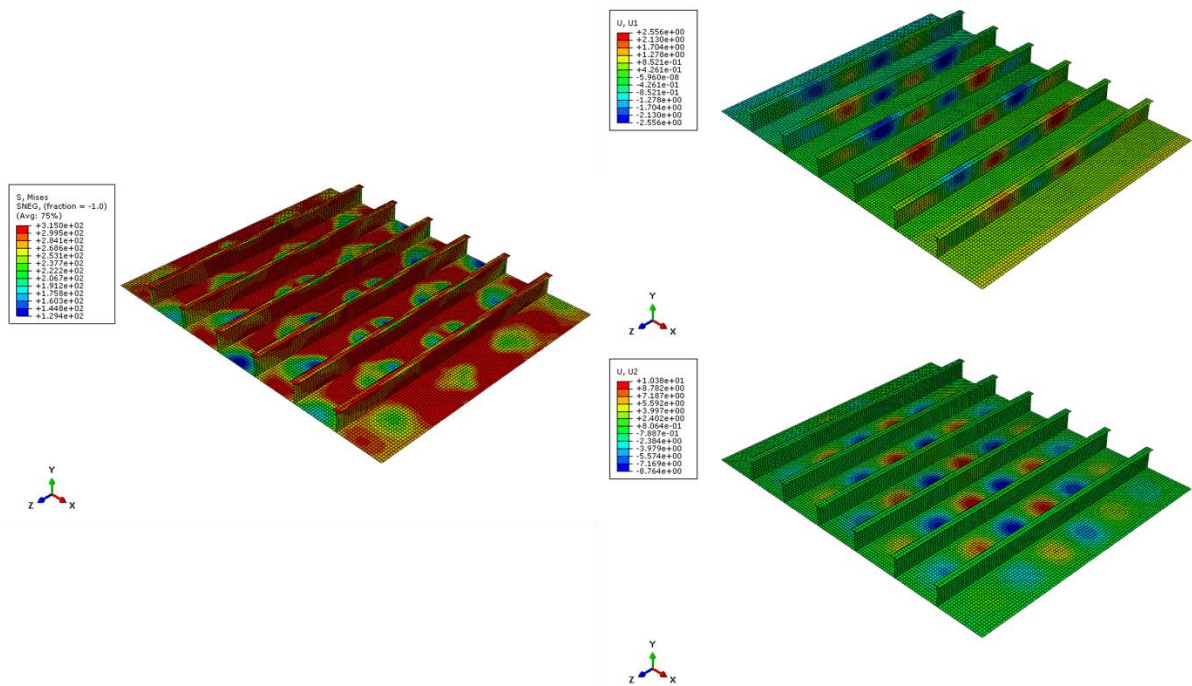 S, Mises
SNEG, (fraction = -1.0)
(Avg: 75%)
+3.150e+02
+2.995e+02
+2.841e+02
+2.686e+02
+2.531e+02
+2.377e+02
+2.222e+02
+2.067e+02
+1.912e+02
+1.758e+02
+1.603e+02
+1.448e+02
+1.294e+02
Y
Z X
U, U1
+2.556e+00
+2.130e+00
+1.704e+00
+1.278e+00
+8.521e-01
+4.261e-01
-5.960e-08
-4.261e-01
-8.521e-01
-1.278e+00
-1.704e+00
-2.130e+00
-2.556e+00
Y
Z X
U, U2
+1.038e+01
+8.782e+00
+7.187e+00
+5.592e+00
+3.997e+00
+2.402e+00
+8.064e-01
-7.887e-01
-2.384e+00
-3.979e+00
-5.574e+00
-7.169e+00
-8.764e+00
Y
Z X